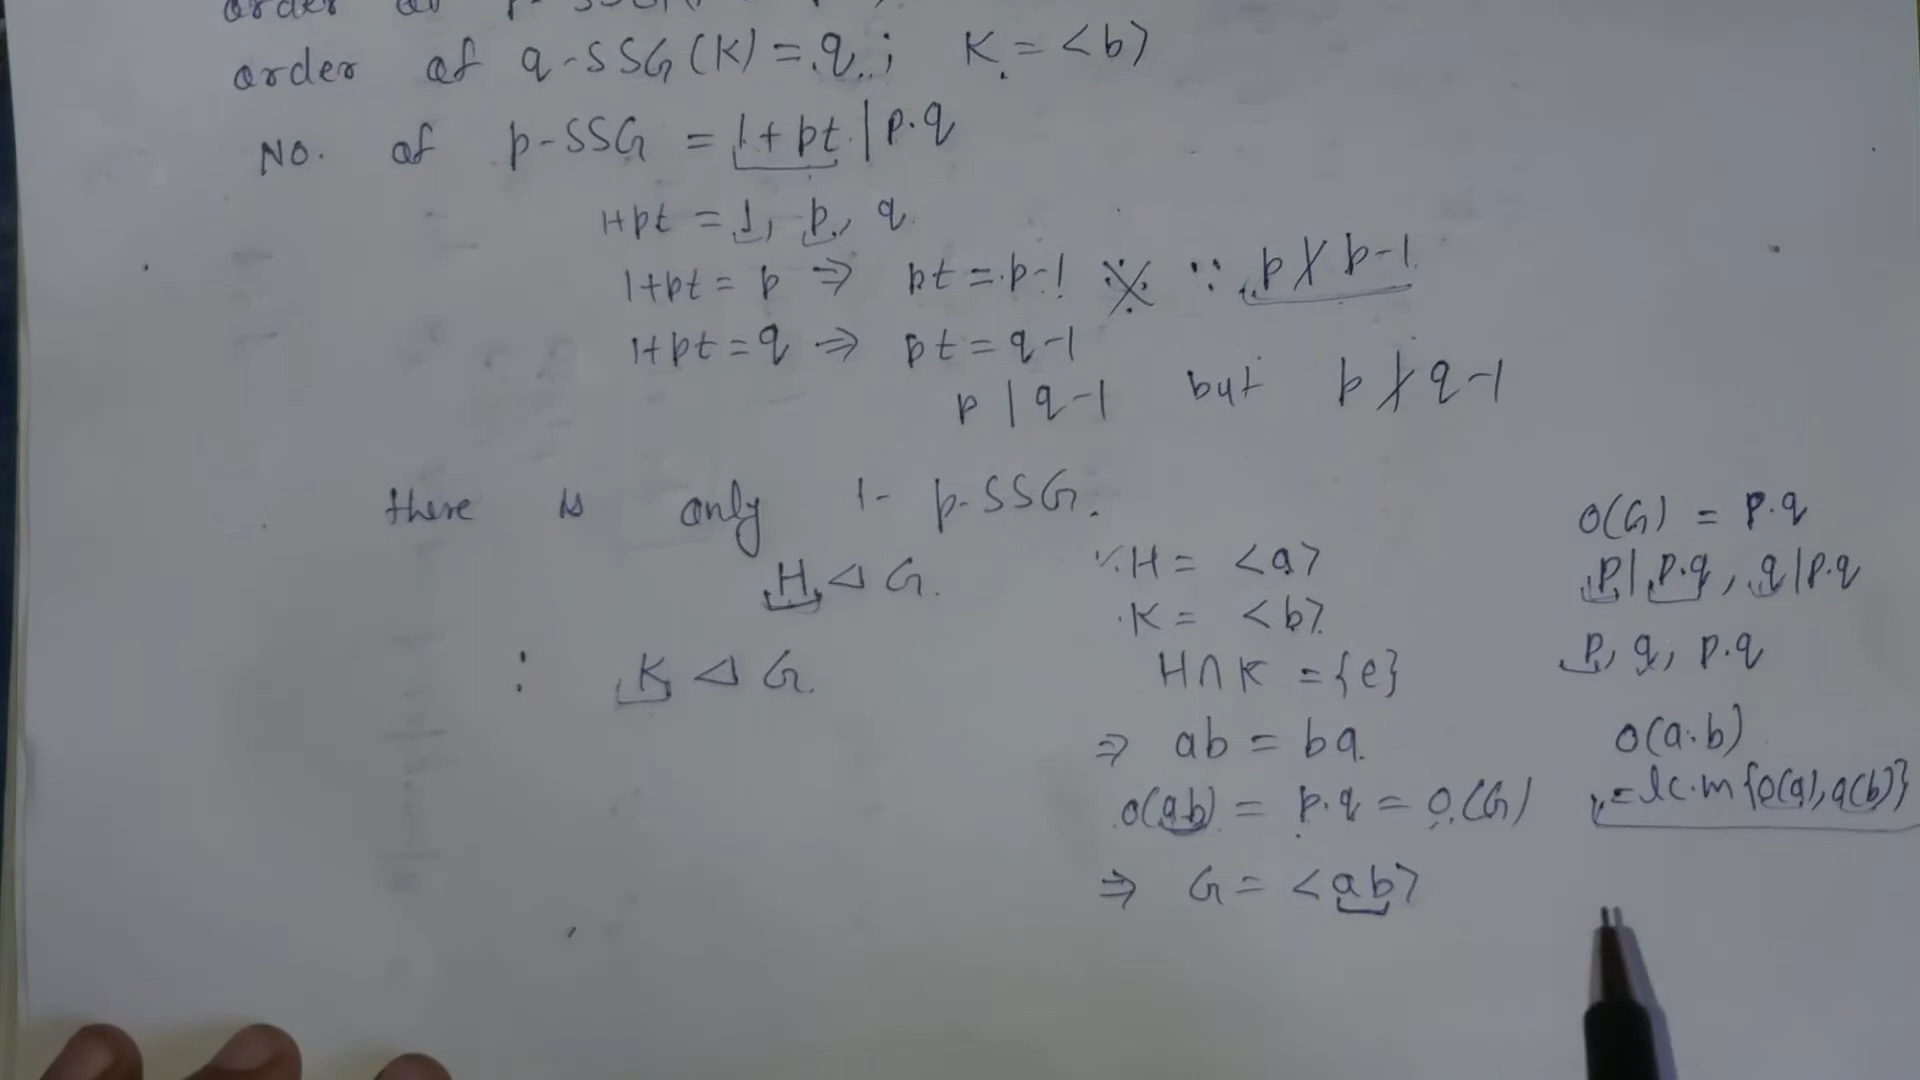 order of q-SSG(K) = q ; K = <b>
No. of p-SSG = 1+pt | p.q
1+pt = 1, p, q
1+pt = p ⇒ pt = p-1 ※ ∵ p∤p-1
1+pt = q ⇒ pt = q-1
p | q-1 but p ∤ q-1
there is only 1- p-SSG.
H ⊲ G.
: K ⊲ G.
∵ H = <a>
K = <b>
H∩K = {e}
⇒ ab = ba
o(ab) = p.q = o(G)
⇒ G = <ab>
o(G) = p.q
p| p.q, q|p.q
p, q, p.q
o(a.b)
= lc.m{o(a), o(b)}